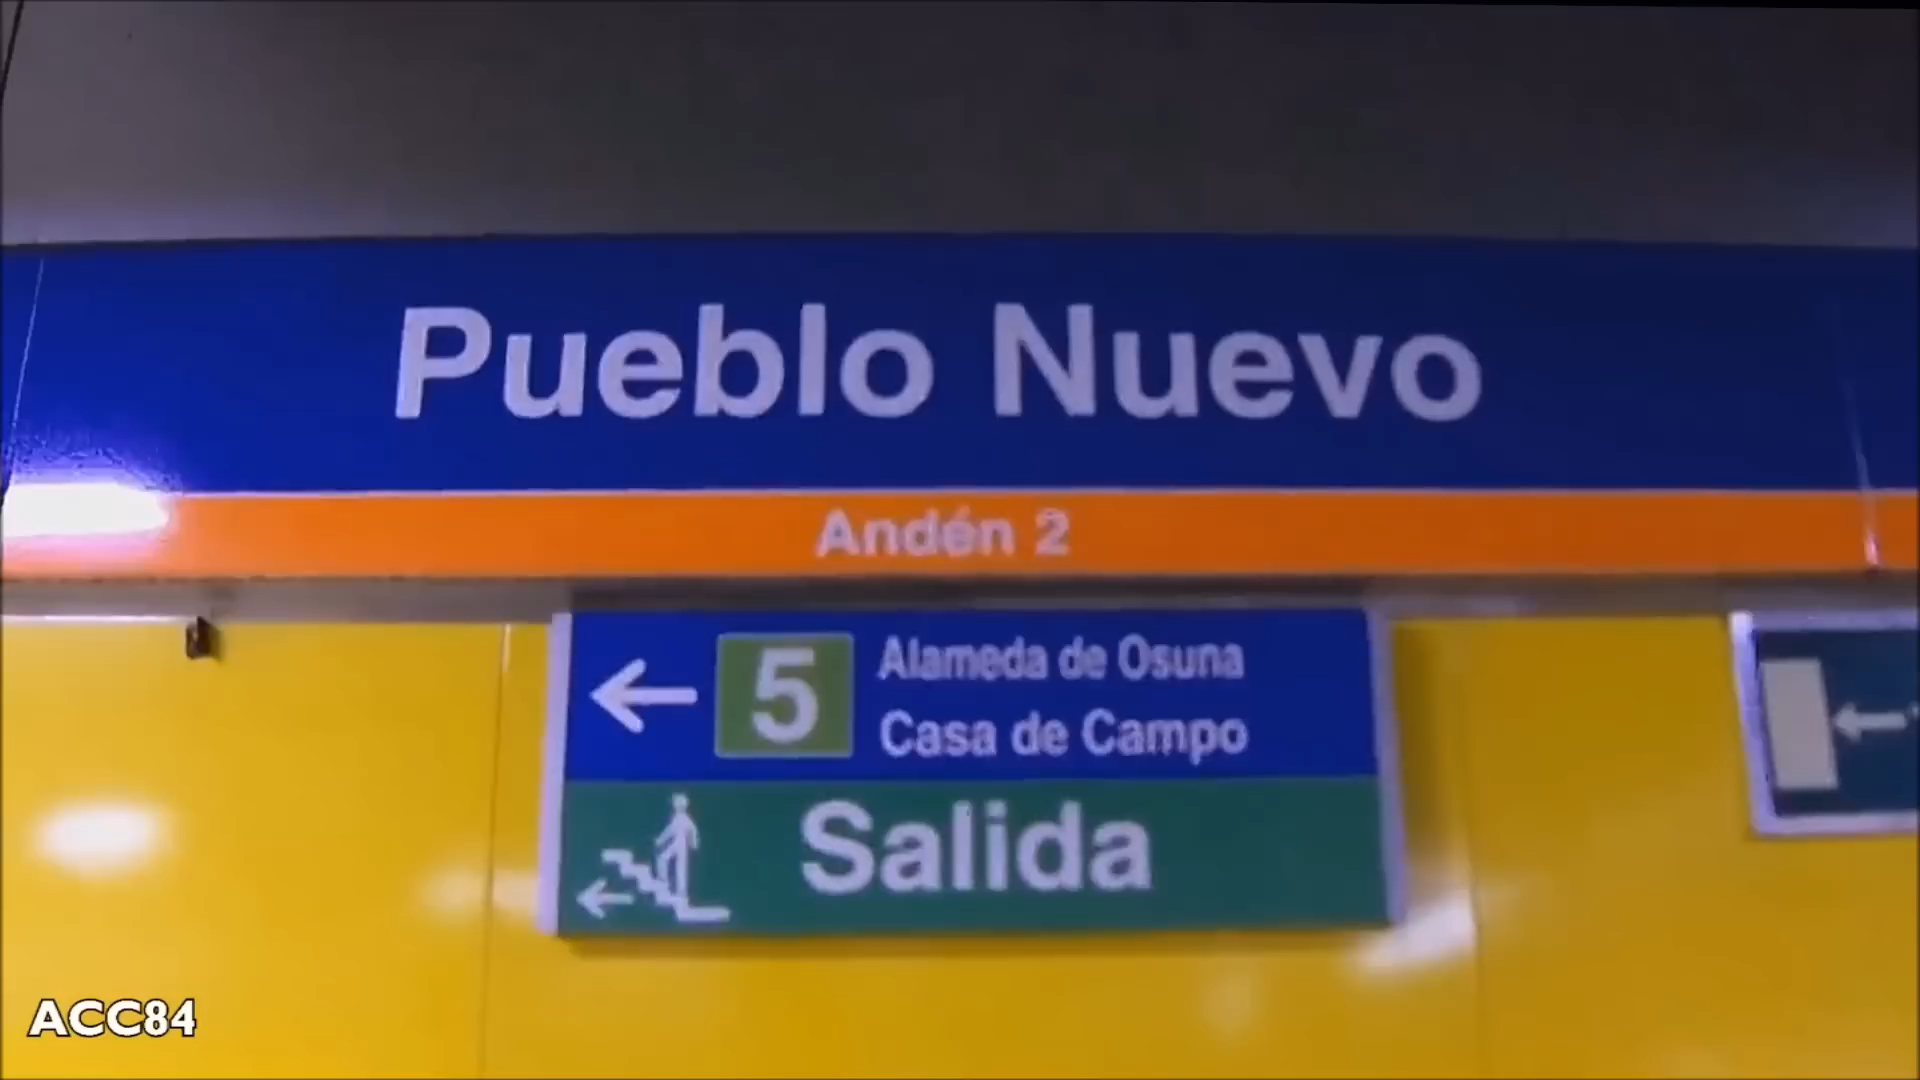 Pueblo Nuevo
Andén 2
5
Alameda de Osuna
Casa de Campo
Salida
ACC84